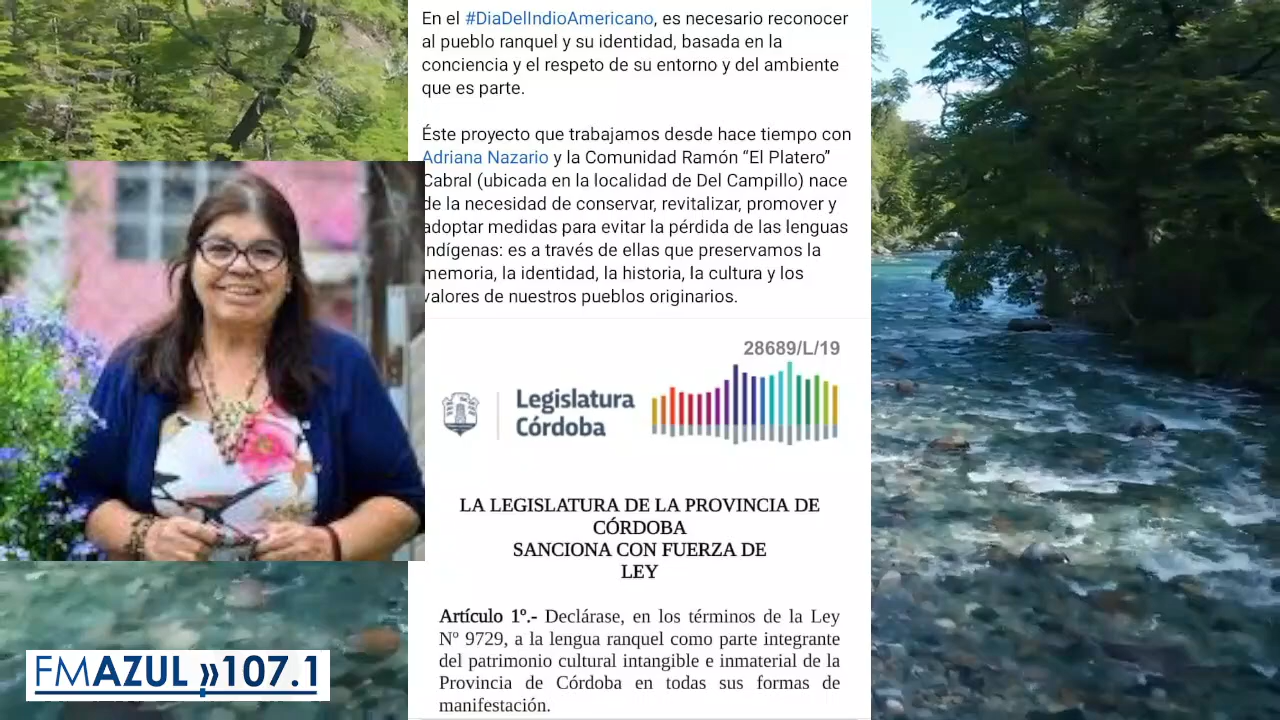 En el #DiaDelIndioAmericano, es necesario reconocer
al pueblo ranquel y su identidad, basada en la
conciencia y el respeto de su entorno y del ambiente
que es parte.
Éste proyecto que trabajamos desde hace tiempo con
Adriana Nazario y la Comunidad Ramón “El Platero”
Cabral (ubicada en la localidad de Del Campillo) nace
de la necesidad de conservar, revitalizar, promover y
adoptar medidas para evitar la pérdida de las lenguas
indígenas: es a través de ellas que preservamos la
memoria, la identidad, la historia, la cultura y los
valores de nuestros pueblos originarios.
28689/L/19
Legislatura
Córdoba
LA LEGISLATURA DE LA PROVINCIA DE
CÓRDOBA
SANCIONA CON FUERZA DE
LEY
Artículo 1º.- Declárase, en los términos de la Ley
Nº 9729, a la lengua ranquel como parte integrante
del patrimonio cultural intangible e inmaterial de la
Provincia de Córdoba en todas sus formas de
manifestación.
FMAZUL »107.1